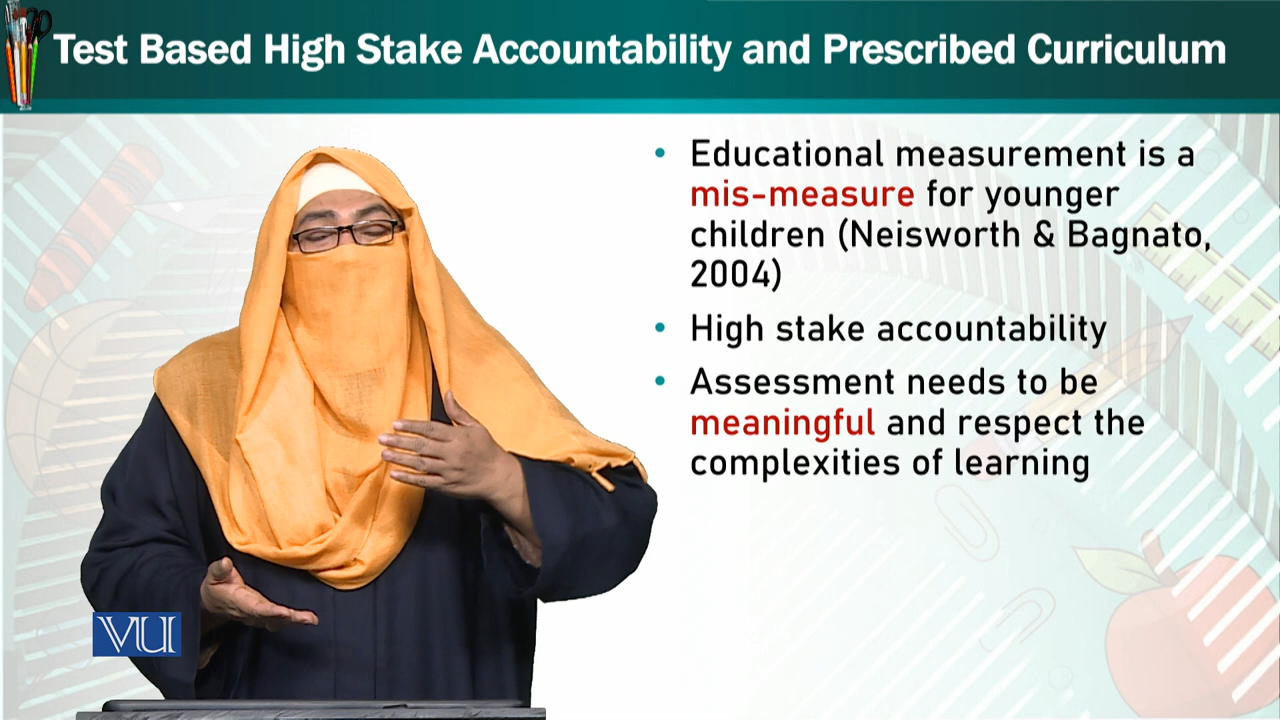 Test Based High Stake Accountability and Prescribed Curriculum
• Educational measurement is a
mis-measure for younger
children (Neisworth & Bagnato,
2004)
• High stake accountability
• Assessment needs to be
meaningful and respect the
complexities of learning
VU